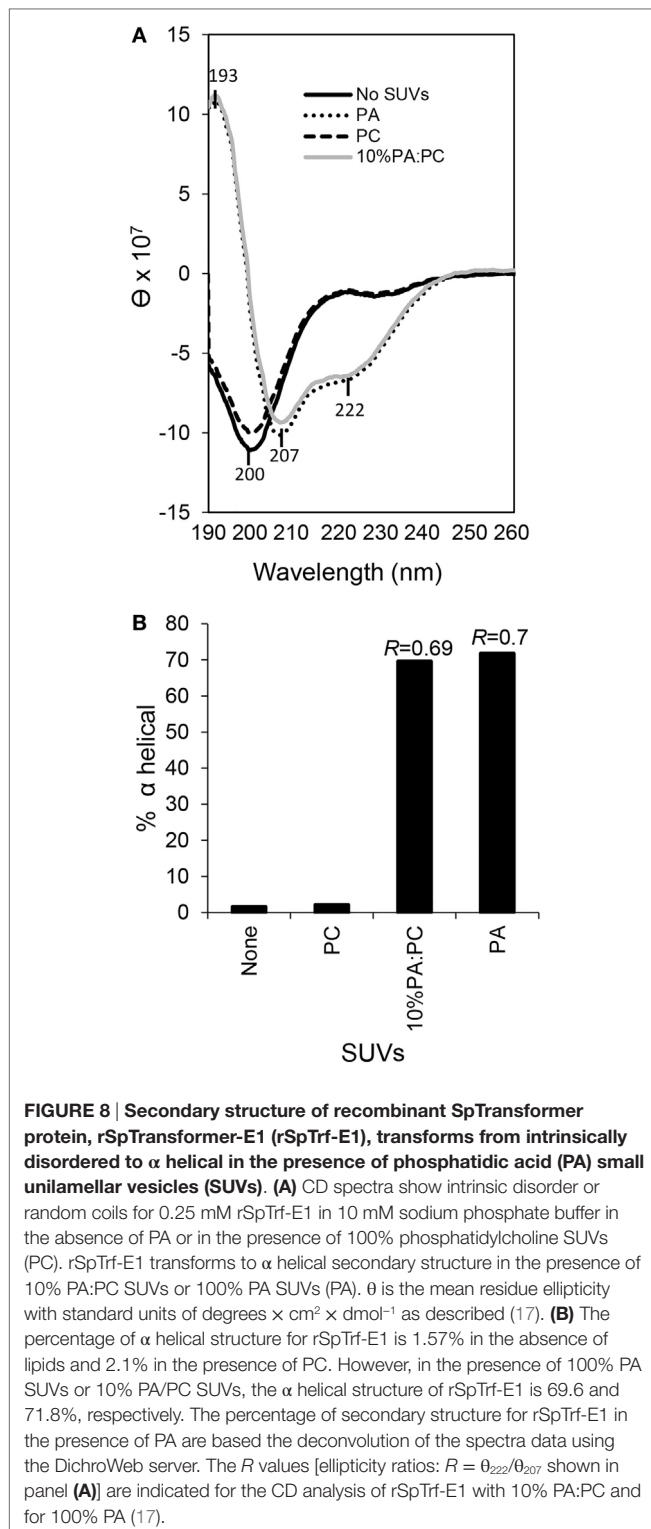 A
15
10
5
0
-5
-10
-15
Θ x 10⁷
193
No SUVs
PA
PC
10%PA:PC
200
207
222
190 200 210 220 230 240 250 260
Wavelength (nm)
B
80
70
60
50
40
30
20
10
0
% α helical
R=0.69
R=0.7
None
PC
10%PA:PC
PA
SUVs
FIGURE 8 | Secondary structure of recombinant SpTransformer
protein, rSpTransformer-E1 (rSpTrf-E1), transforms from intrinsically
disordered to α helical in the presence of phosphatidic acid (PA) small
unilamellar vesicles (SUVs). (A) CD spectra show intrinsic disorder or
random coils for 0.25 mM rSpTrf-E1 in 10 mM sodium phosphate buffer in
the absence of PA or in the presence of 100% phosphatidylcholine SUVs
(PC). rSpTrf-E1 transforms to α helical secondary structure in the presence of
10% PA:PC SUVs or 100% PA SUVs (PA). θ is the mean residue ellipticity
with standard units of degrees × cm² × dmol⁻¹ as described (17). (B) The
percentage of α helical structure for rSpTrf-E1 is 1.57% in the absence of
lipids and 2.1% in the presence of PC. However, in the presence of 100% PA
SUVs or 10% PA/PC SUVs, the α helical structure of rSpTrf-E1 is 69.6 and
71.8%, respectively. The percentage of secondary structure for rSpTrf-E1 in
the presence of PA are based the deconvolution of the spectra data using
the DichroWeb server. The R values [ellipticity ratios: R = θ₂₂₂/θ₂₀₇ shown in
panel (A)] are indicated for the CD analysis of rSpTrf-E1 with 10% PA:PC and
for 100% PA (17).